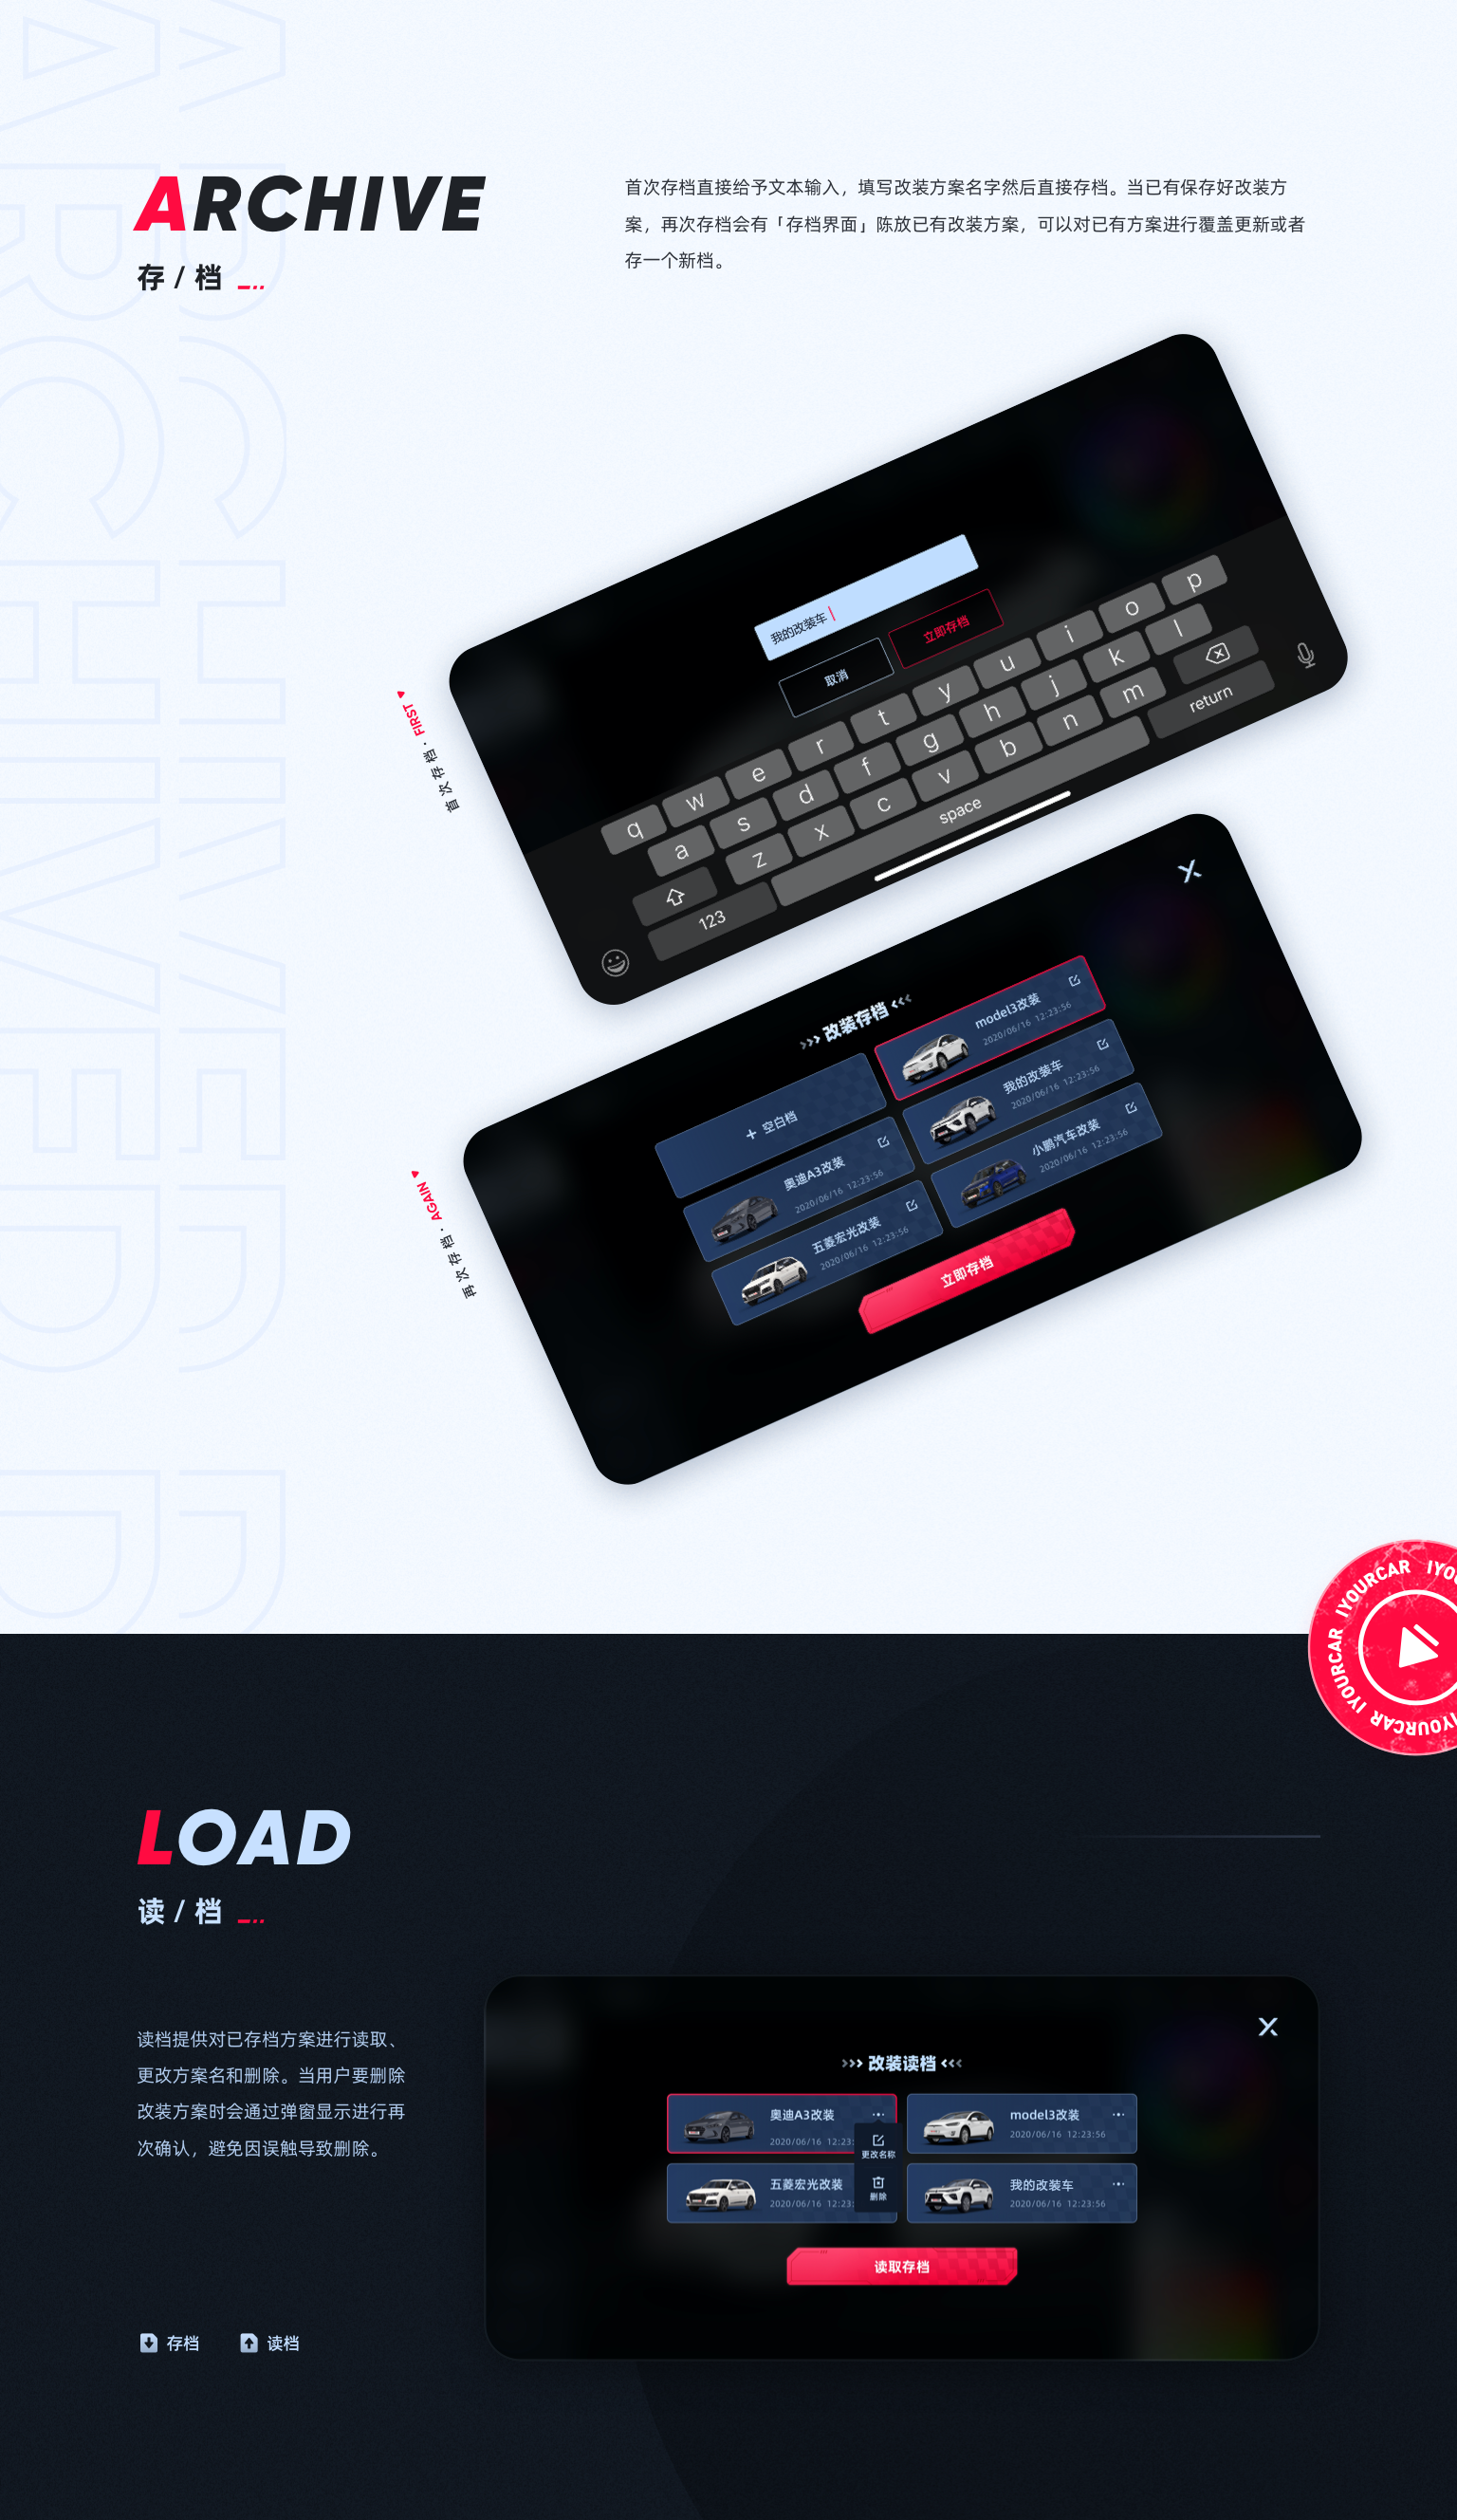 ARCHIVE
存 / 档
首次存档直接给予文本输入，填写改装方案名字然后直接存档。当已有保存好改装方
案，再次存档会有「存档界面」陈放已有改装方案，可以对已有方案进行覆盖更新或者
存一个新档。
ARCHIVE
ARCHIVE
首次存档 · FIRST
我的改装车
取消
立即存档
q w e r t y u i o p
a s d f g h j k l
z x c v b n m
123
space
return
再次存档 · AGAIN
改装存档
+ 空白档
model3改装
2020/06/16 12:23:56
奥迪A3改装
2020/06/16 12:23:56
我的改装车
2020/06/16 12:23:56
五菱宏光改装
2020/06/16 12:23:56
小鹏汽车改装
2020/06/16 12:23:56
立即存档
IYOURCAR IYOURCAR IYOURCAR
LOAD
读 / 档
读档提供对已存档方案进行读取、
更改方案名和删除。当用户要删除
改装方案时会通过弹窗显示进行再
次确认，避免因误触导致删除。
存档
读档
改装读档
奥迪A3改装
2020/06/16 12:23:
更改名称
删除
model3改装
2020/06/16 12:23:56
五菱宏光改装
2020/06/16 12:23:
我的改装车
2020/06/16 12:23:56
读取存档